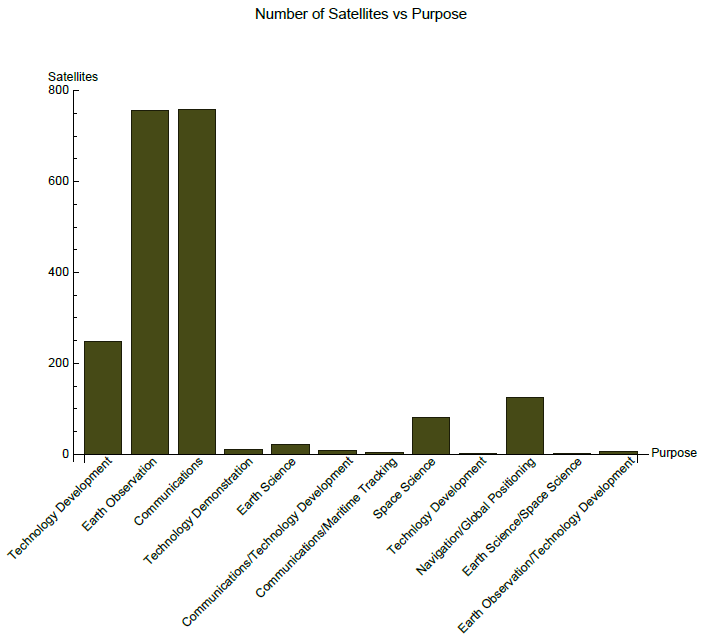 Number of Satellites vs Purpose
Satellites
800
600
400
200
0
Purpose
Technology Development
Earth Observation
Communications
Technology Demonstration
Earth Science
Communications/Technology Development
Communications/Maritime Tracking
Space Science
Technlogy Development
Navigation/Global Positioning
Earth Science/Space Science
Earth Observation/Technology Development